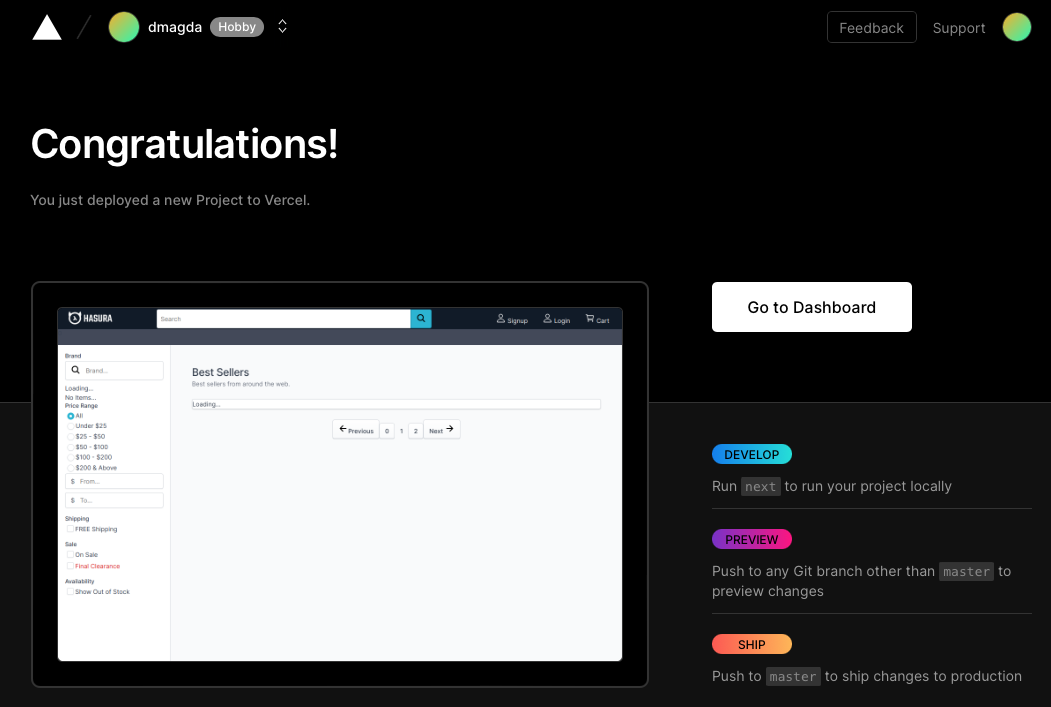 dmagda Hobby
Feedback Support
Congratulations!
You just deployed a new Project to Vercel.
Go to Dashboard
HASURA Search Signup Login Cart
Brand
Brand...
Loading...
No Items...
Price Range
All
Under $25
$25 - $50
$50 - $100
$100 - $200
$200 & Above
$ From...
$ To...
Shipping
FREE Shipping
Sale
On Sale
Final Clearance
Availability
Show Out of Stock
Best Sellers
Best sellers from around the web.
Loading...
Previous 0 1 2 Next
DEVELOP
Run next to run your project locally
PREVIEW
Push to any Git branch other than master to
preview changes
SHIP
Push to master to ship changes to production